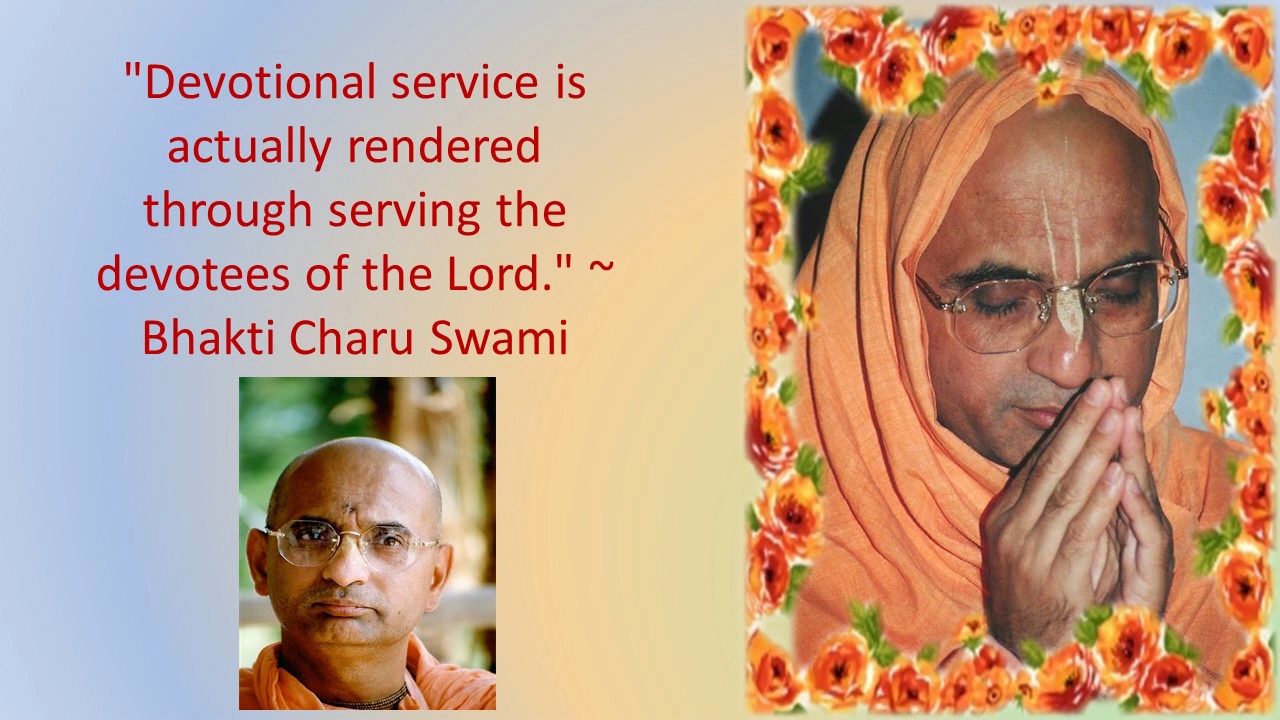 "Devotional service is
actually rendered
through serving the
devotees of the Lord." ~
Bhakti Charu Swami